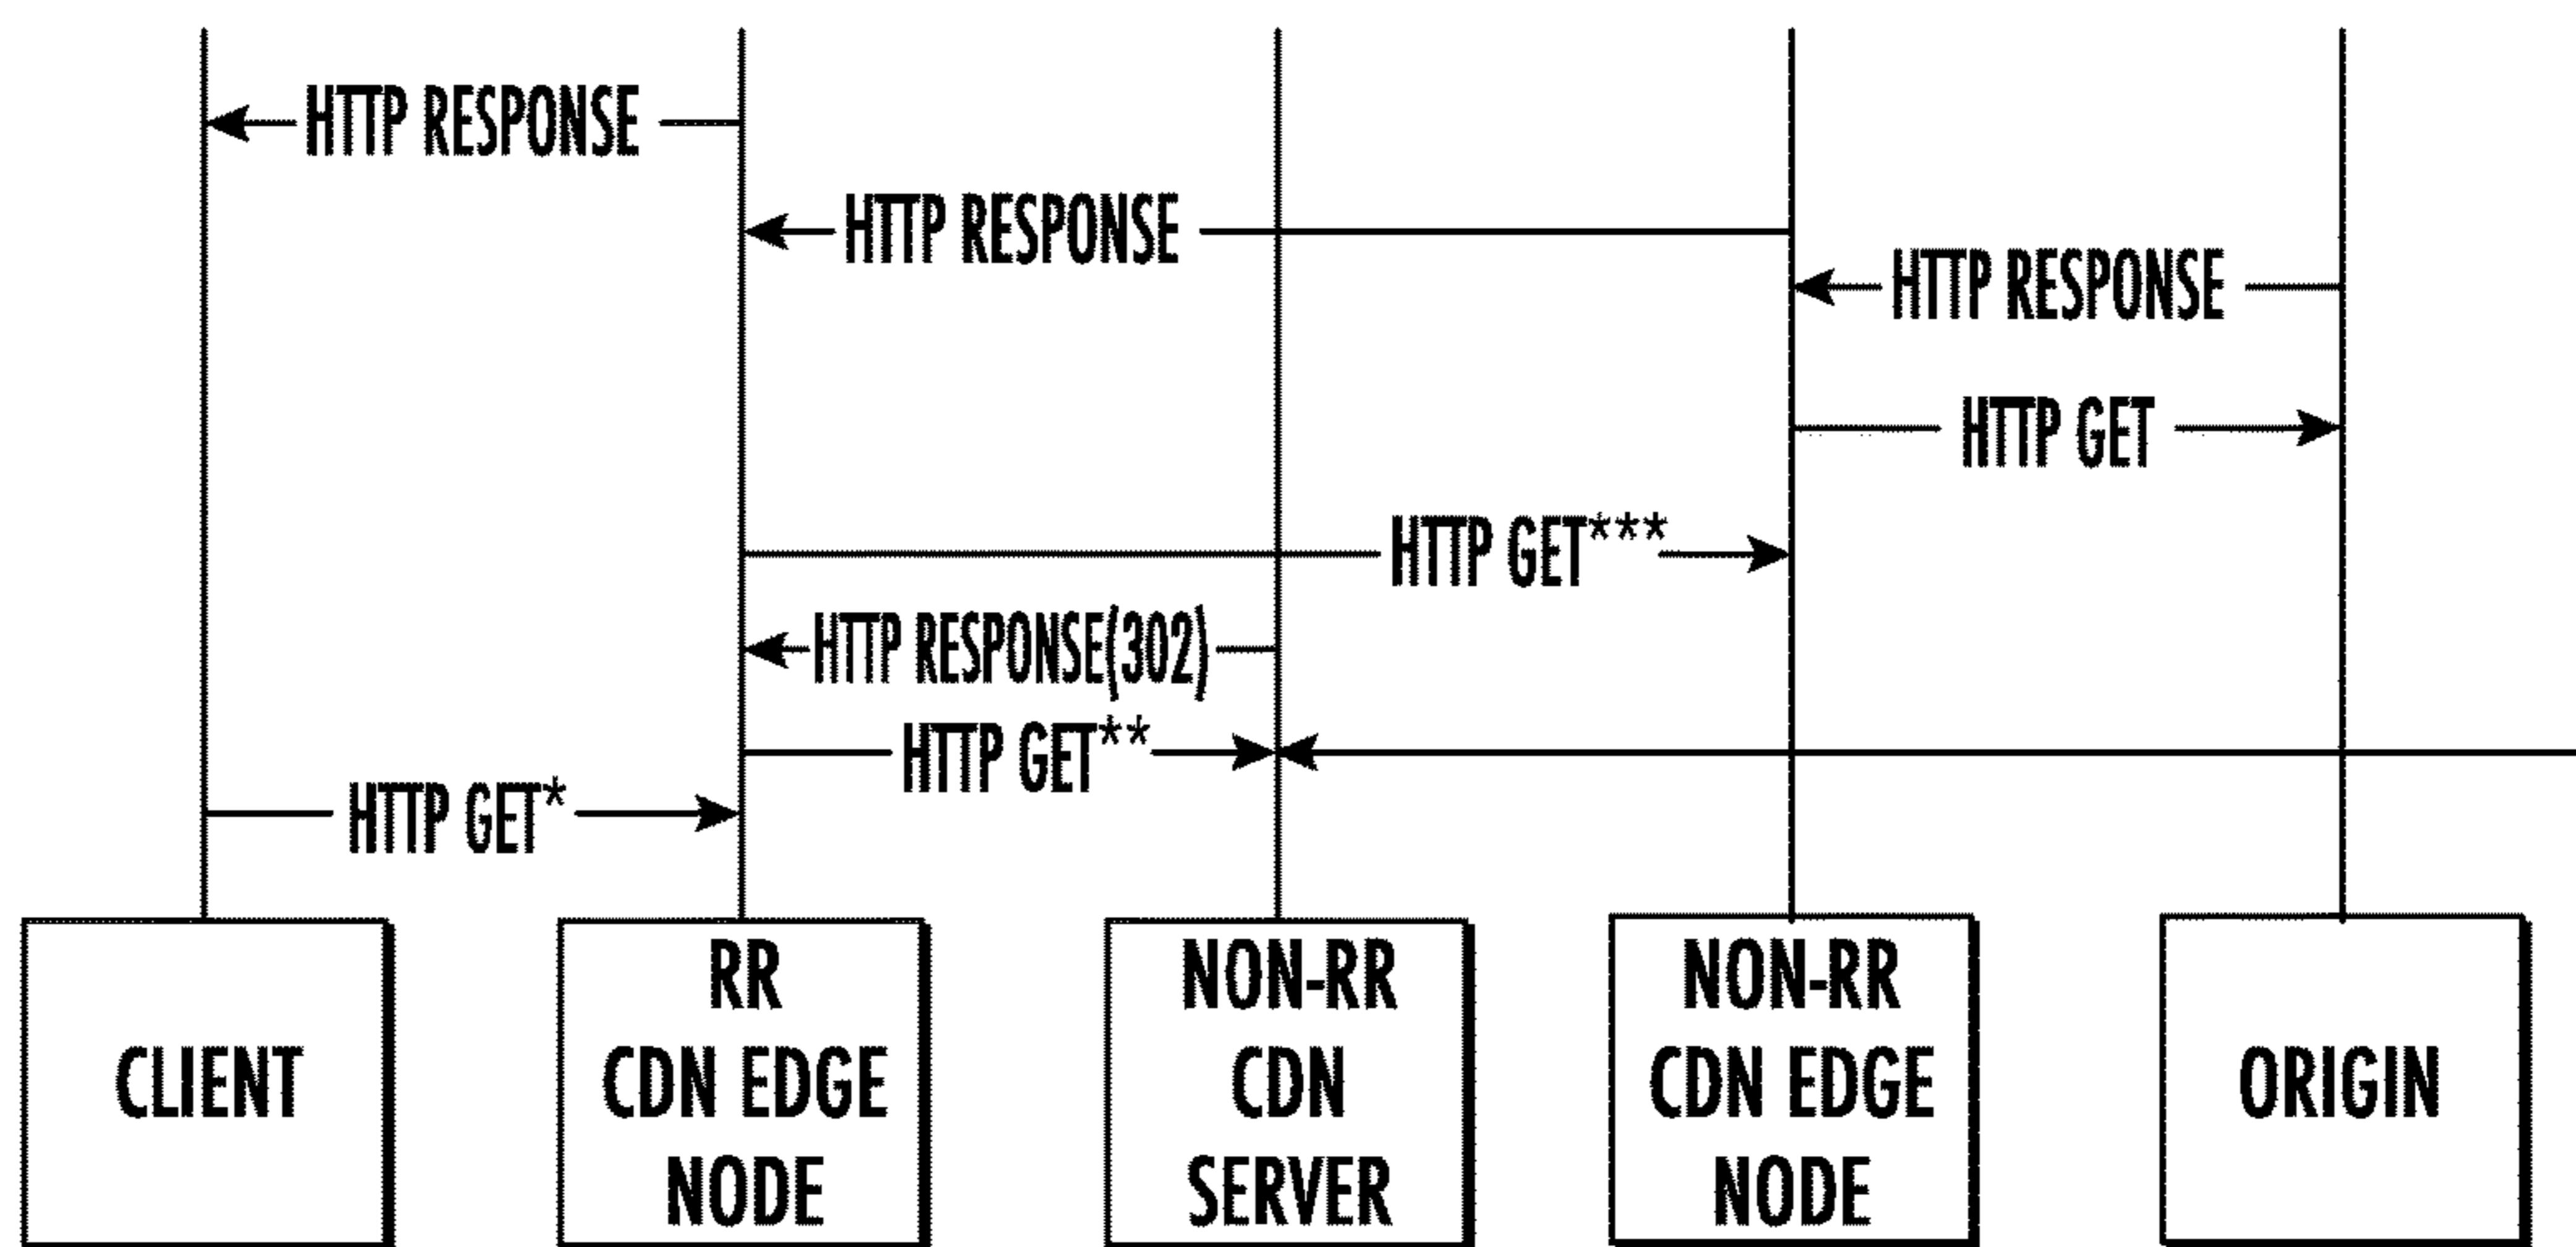 HTTP RESPONSE
HTTP RESPONSE
HTTP RESPONSE
HTTP GET
HTTP GET***
HTTP RESPONSE(302)
HTTP GET**
HTTP GET*
CLIENT
RR
CDN EDGE
NODE
NON-RR
CDN
SERVER
NON-RR
CDN EDGE
NODE
ORIGIN